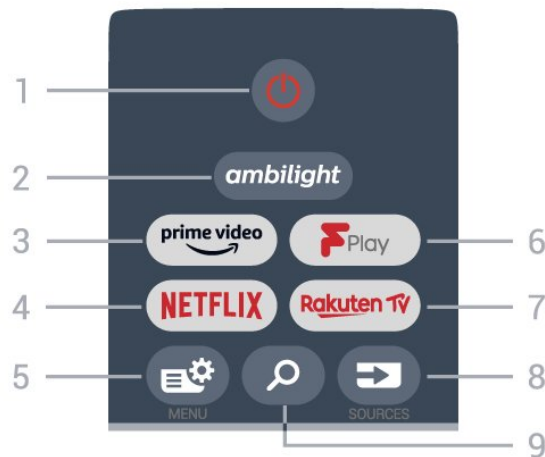 1
ambilight
2
prime video
FPlay
3
6
NETFLIX
Rakuten TV
4
7
5
8
MENU
SOURCES
9